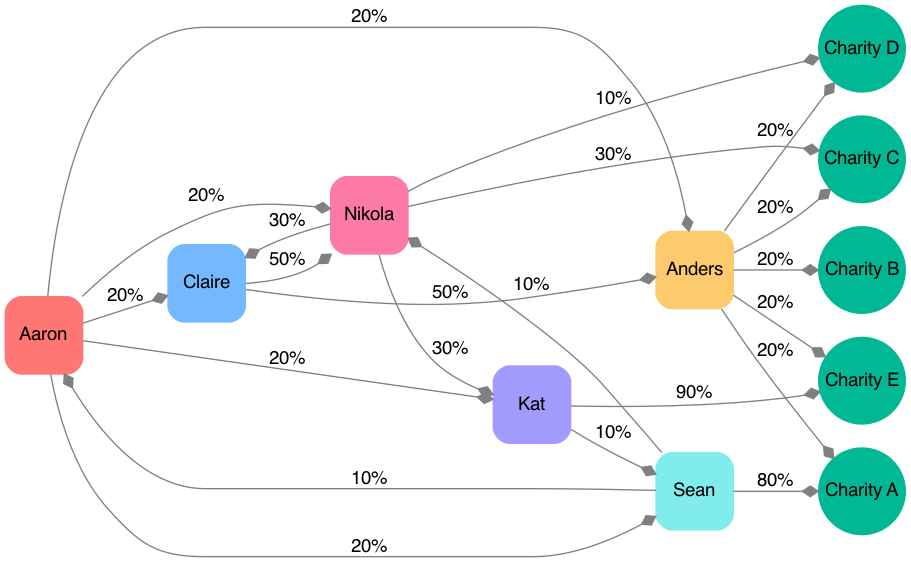 20%
Charity D
10%
20%
30%
Charity C
20%
Nikola
20%
30%
50%
Claire
Anders
20%
Charity B
20%
50%
10%
20%
Aaron
20%
30%
20%
Charity E
Kat
90%
10%
10%
Sean
80%
Charity A
20%